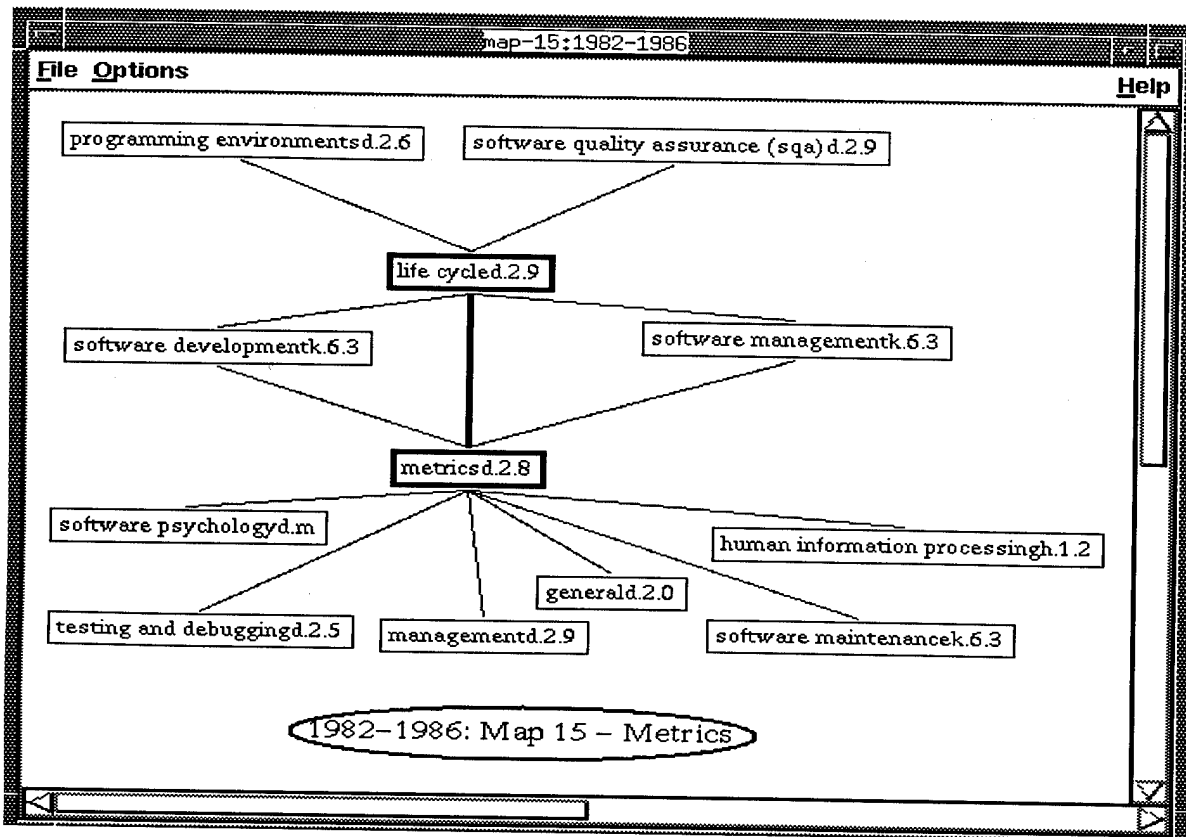 map-15:1982-1986
File Options Help
programming environmentsd.2.6
software quality assurance (sqa)d.2.9
life cycled.2.9
software developmentk.6.3
software managementk.6.3
metricsd.2.8
software psychologyd.m
human information processingh.1.2
generald.2.0
testing and debuggingd.2.5
managementd.2.9
software maintenancek.6.3
1982-1986: Map 15 - Metrics